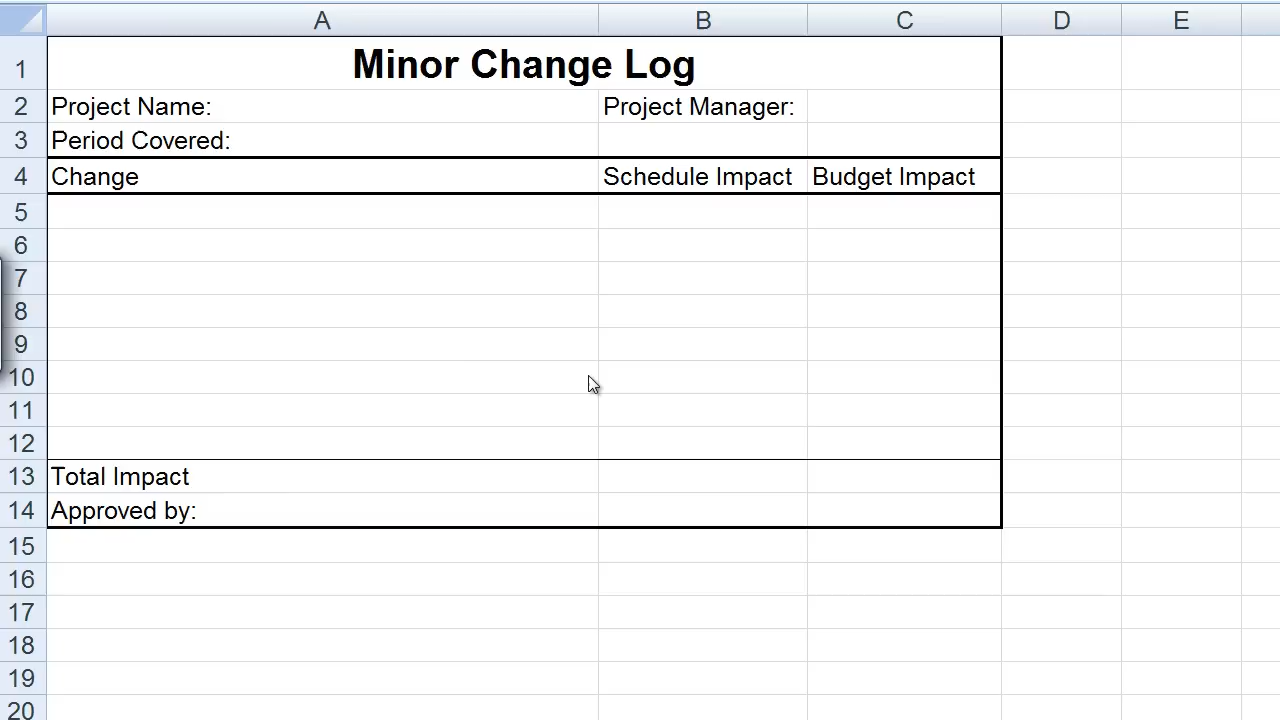 A B C D E
1 Minor Change Log
2 Project Name: Project Manager:
3 Period Covered:
4 Change Schedule Impact Budget Impact
5
6
7
8
9
10
11
12
13 Total Impact
14 Approved by:
15
16
17
18
19
20